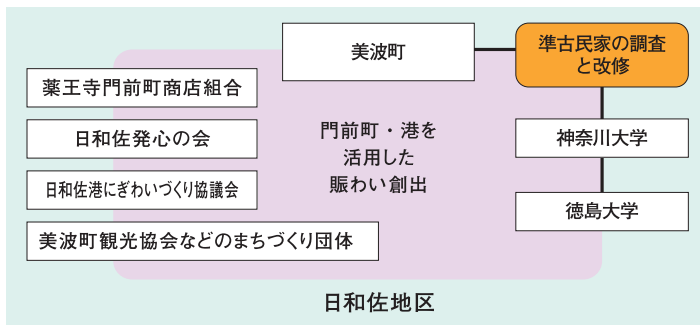 美波町
準古民家の調査
と改修
薬王寺門前町商店組合
日和佐発心の会
日和佐港にぎわいづくり協議会
美波町観光協会などのまちづくり団体
門前町・港を
活用した
賑わい創出
神奈川大学
徳島大学
日和佐地区